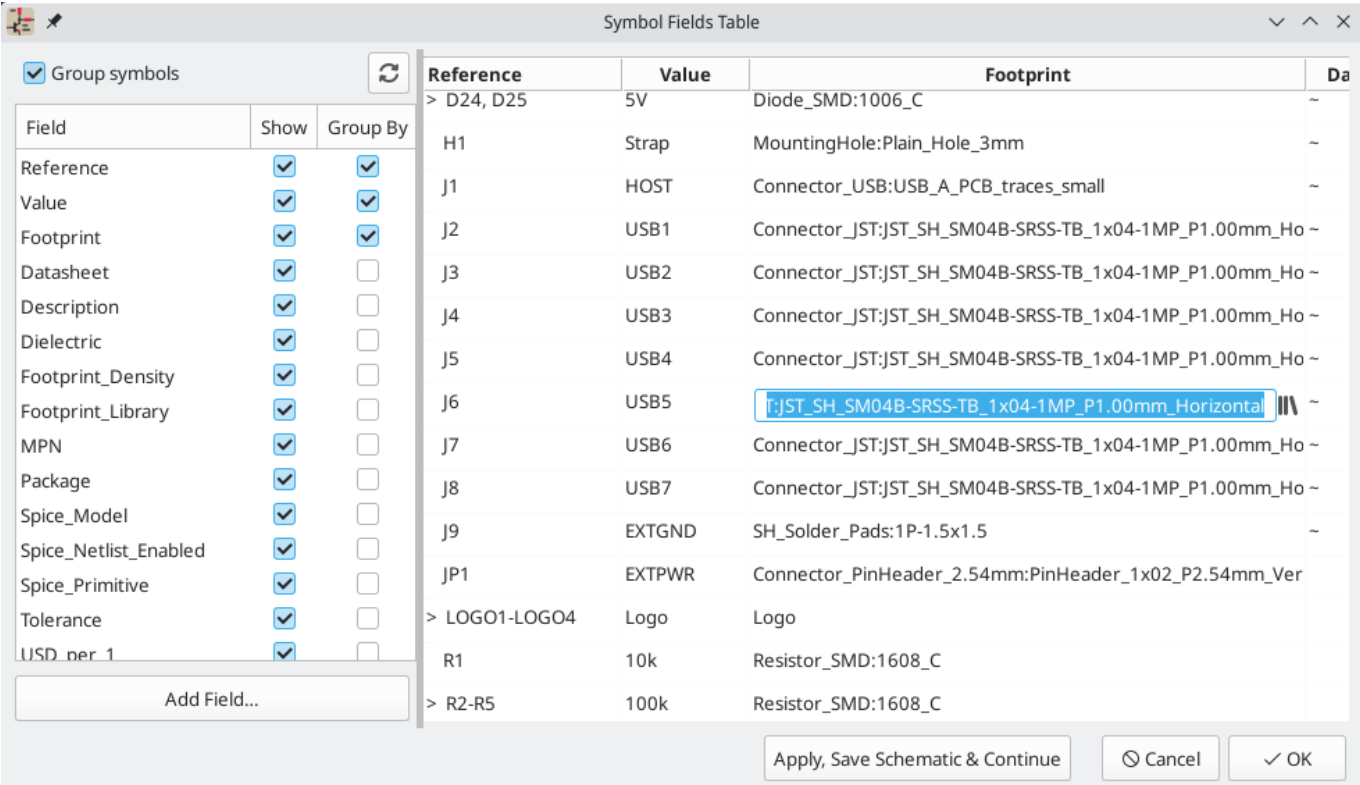 Symbol Fields Table
Group symbols
Field Show Group By
Reference
Value
Footprint
Datasheet
Description
Dielectric
Footprint_Density
Footprint_Library
MPN
Package
Spice_Model
Spice_Netlist_Enabled
Spice_Primitive
Tolerance
USD_per_1
Add Field...
Reference Value Footprint Da
> D24, D25 5V Diode_SMD:1006_C ~
H1 Strap MountingHole:Plain_Hole_3mm ~
J1 HOST Connector_USB:USB_A_PCB_traces_small ~
J2 USB1 Connector_JST:JST_SH_SM04B-SRSS-TB_1x04-1MP_P1.00mm_Ho ~
J3 USB2 Connector_JST:JST_SH_SM04B-SRSS-TB_1x04-1MP_P1.00mm_Ho ~
J4 USB3 Connector_JST:JST_SH_SM04B-SRSS-TB_1x04-1MP_P1.00mm_Ho ~
J5 USB4 Connector_JST:JST_SH_SM04B-SRSS-TB_1x04-1MP_P1.00mm_Ho ~
J6 USB5 T:JST_SH_SM04B-SRSS-TB_1x04-1MP_P1.00mm_Horizontal ~
J7 USB6 Connector_JST:JST_SH_SM04B-SRSS-TB_1x04-1MP_P1.00mm_Ho ~
J8 USB7 Connector_JST:JST_SH_SM04B-SRSS-TB_1x04-1MP_P1.00mm_Ho ~
J9 EXTGND SH_Solder_Pads:1P-1.5x1.5 ~
JP1 EXTPWR Connector_PinHeader_2.54mm:PinHeader_1x02_P2.54mm_Ver
> LOGO1-LOGO4 Logo Logo
R1 10k Resistor_SMD:1608_C
> R2-R5 100k Resistor_SMD:1608_C
Apply, Save Schematic & Continue Cancel OK